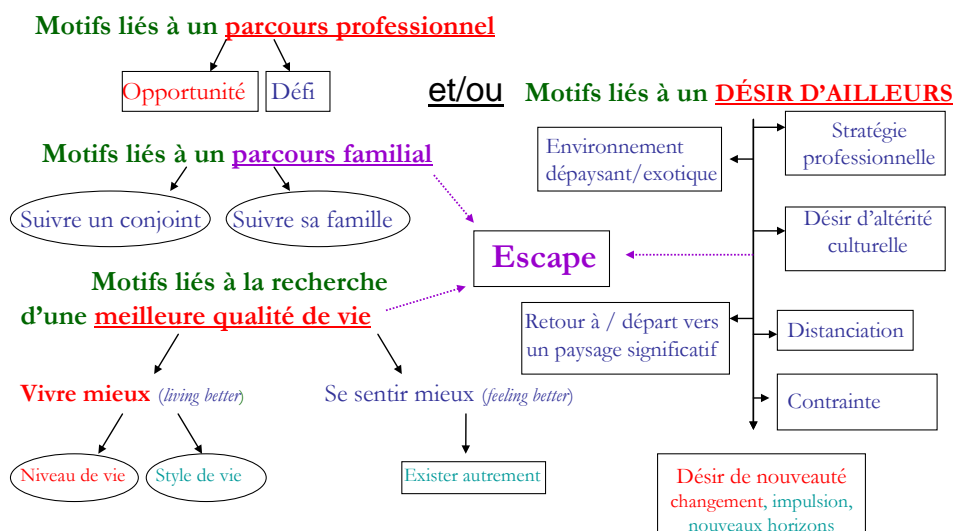 Motifs liés à un parcours professionnel
Opportunité
Défi
et/ou
Motifs liés à un DÉSIR D'AILLEURS
Environnement
dépaysant/exotique
Stratégie
professionnelle
Motifs liés à un parcours familial
Suivre un conjoint
Suivre sa famille
Désir d'altérité
culturelle
Escape
Motifs liés à la recherche
d'une meilleure qualité de vie
Retour à / départ vers
un paysage significatif
Distanciation
Vivre mieux (living better)
Se sentir mieux (feeling better)
Contrainte
Niveau de vie
Style de vie
Exister autrement
Désir de nouveauté
changement, impulsion,
nouveaux horizons